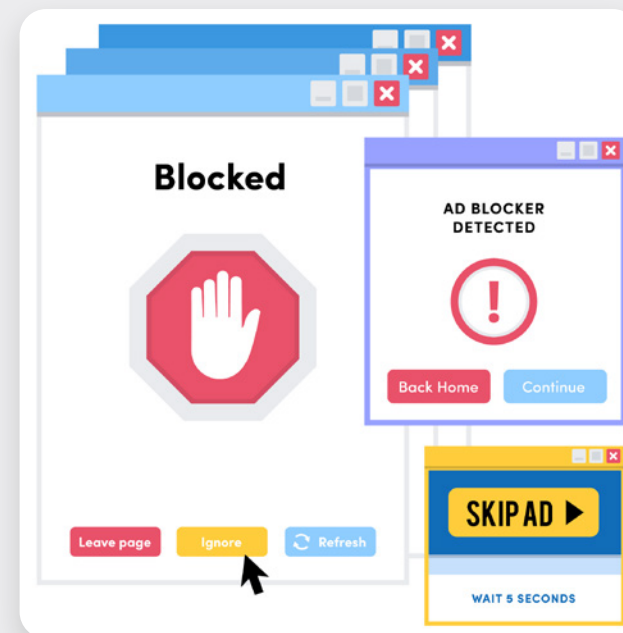 Blocked
Leave page
Ignore
Refresh
AD BLOCKER
DETECTED
!
Back Home
Continue
SKIP AD
WAIT 5 SECONDS